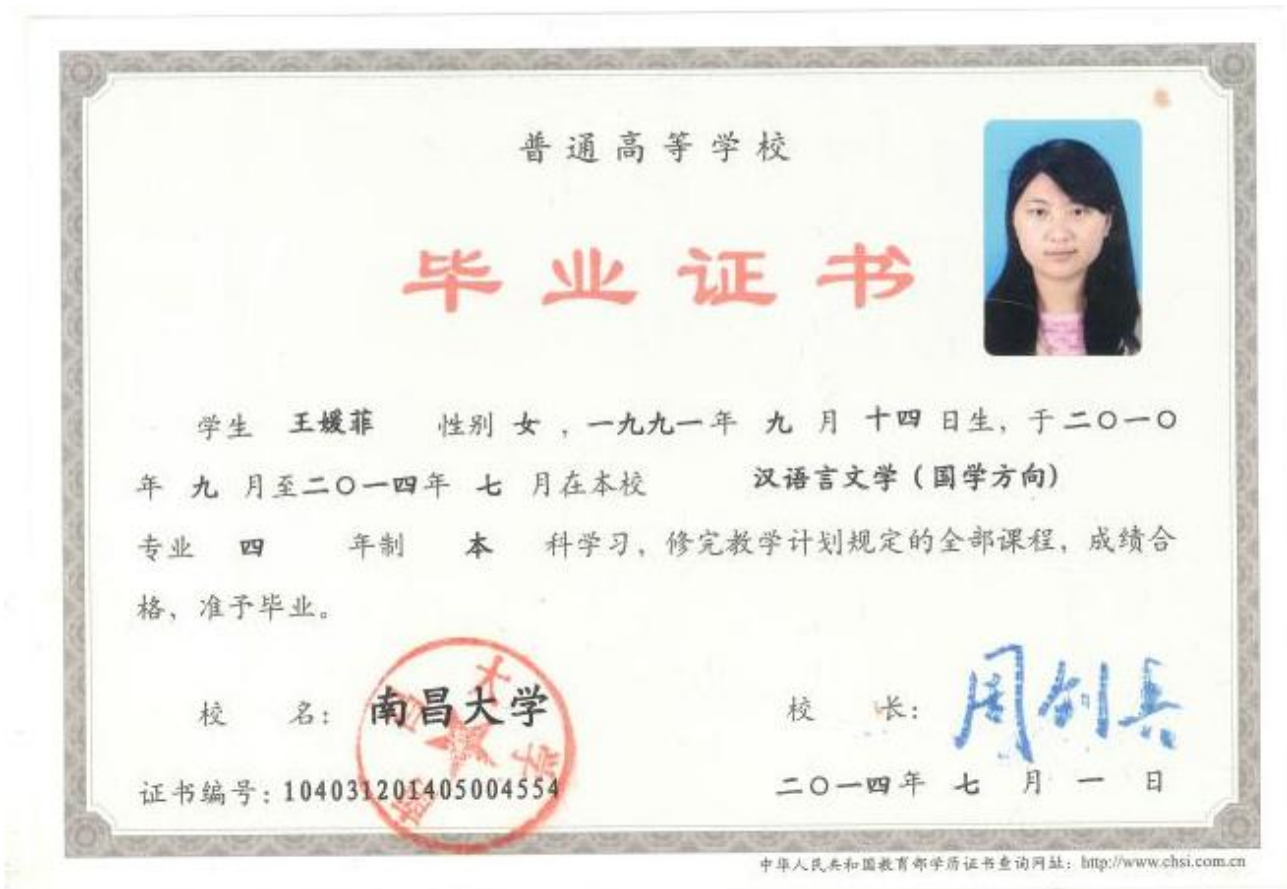 普通高等学校
毕业证书
学生 王媛菲 性别 女 ，一九九一年 九 月 十四 日生，于二〇一〇
年 九 月至二〇一四年 七 月在本校 汉语言文学（国学方向）
专业 四 年制 本 科学习，修完教学计划规定的全部课程，成绩合
格，准予毕业。
校 名：南昌大学
南昌大学
校 长：周创兵
证书编号：104031201405004554
二〇一四年 七 月 一 日
中华人民共和国教育部学历证书查询网址：http://www.chsi.com.cn